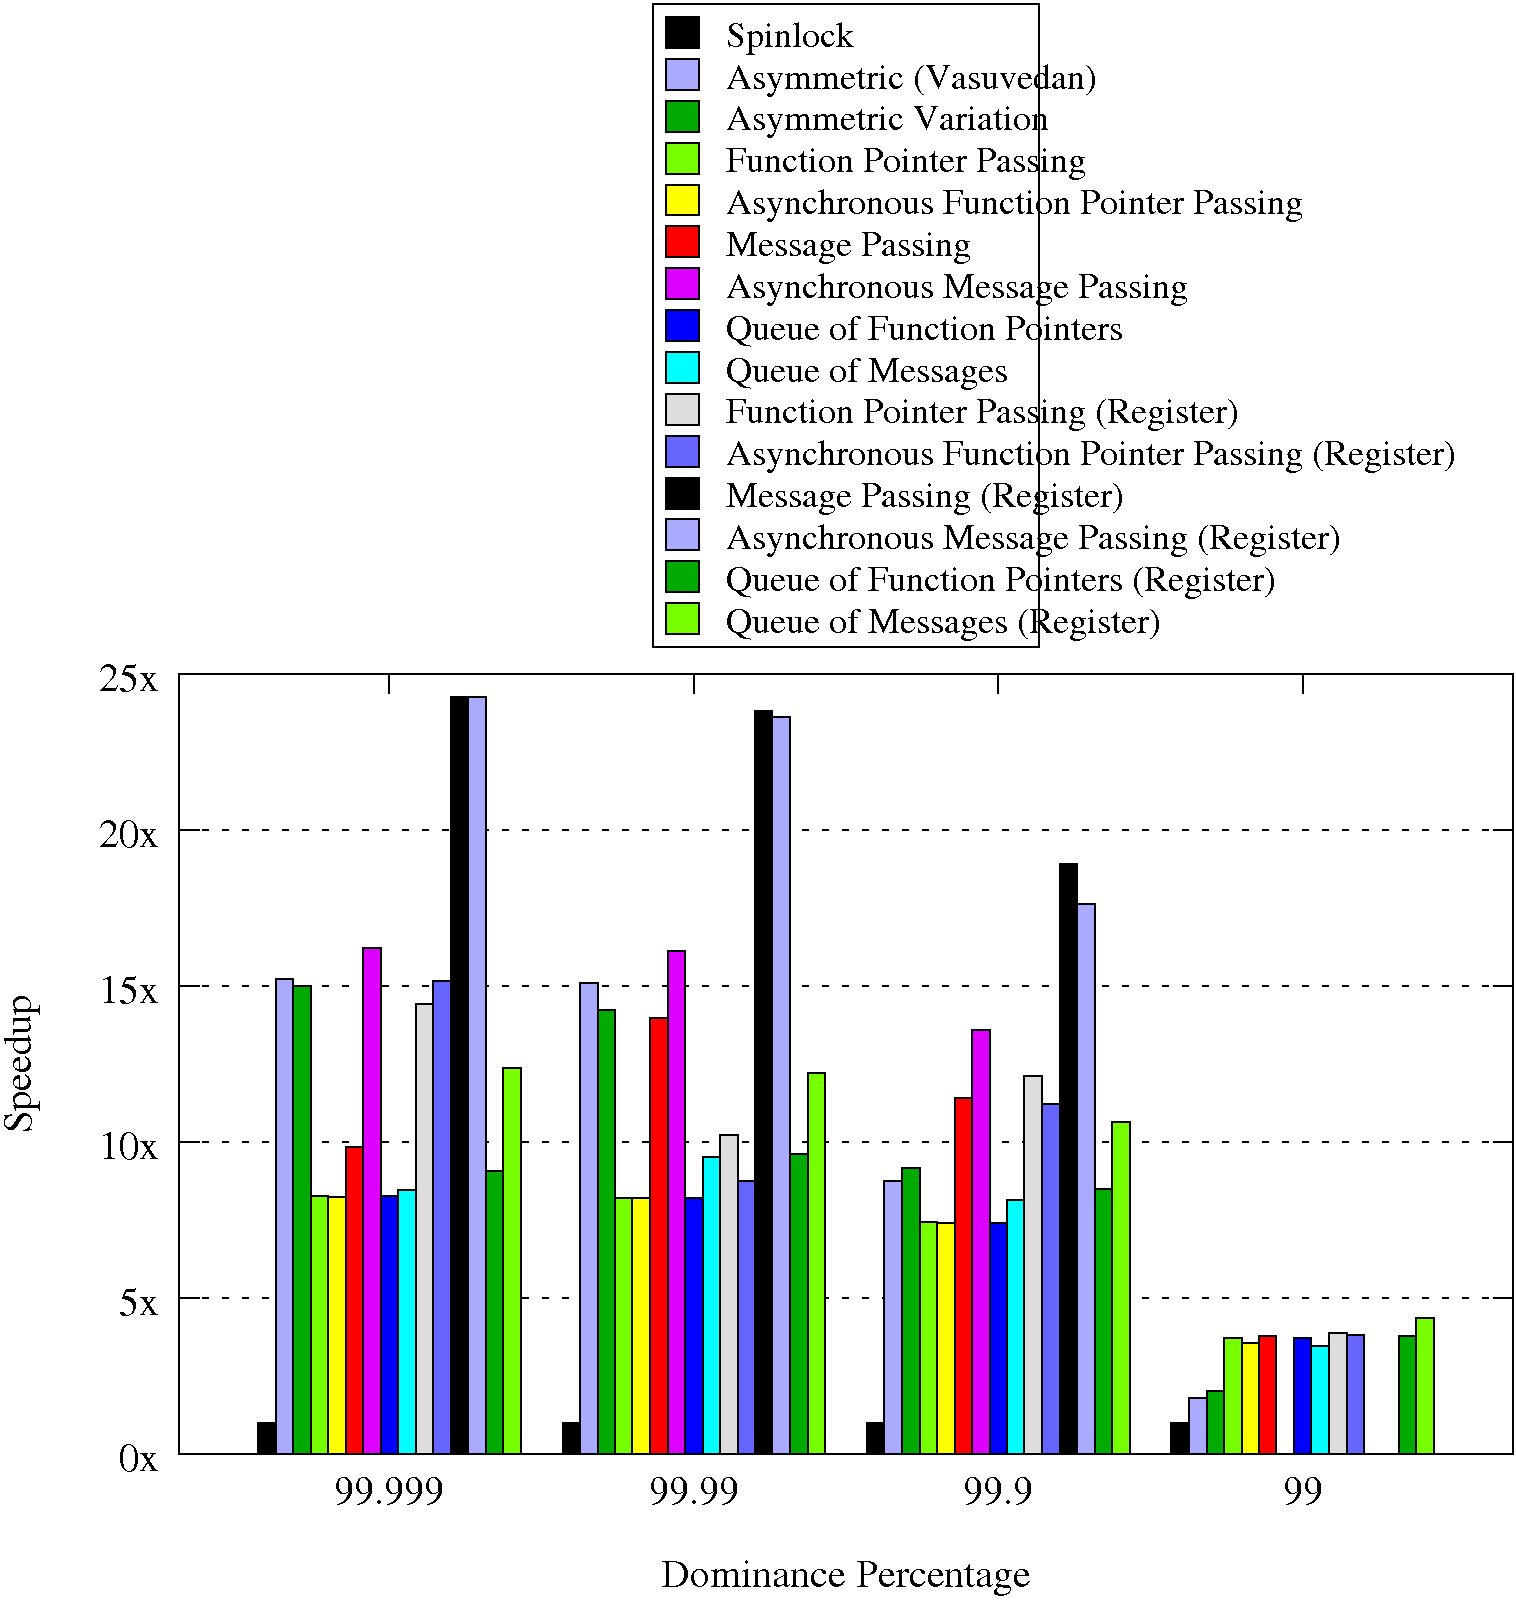 Spinlock
Asymmetric (Vasuvedan)
Asymmetric Variation
Function Pointer Passing
Asynchronous Function Pointer Passing
Message Passing
Asynchronous Message Passing
Queue of Function Pointers
Queue of Messages
Function Pointer Passing (Register)
Asynchronous Function Pointer Passing (Register)
Message Passing (Register)
Asynchronous Message Passing (Register)
Queue of Function Pointers (Register)
Queue of Messages (Register)
25x
20x
15x
10x
5x
0x
Speedup
99.999
99.99
99.9
99
Dominance Percentage